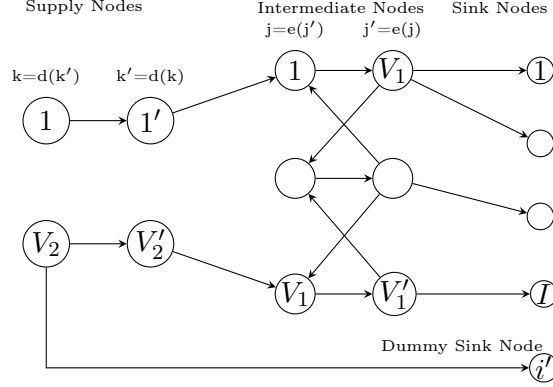 Supply Nodes
Intermediate Nodes
Sink Nodes
j=e(j′)
j′=e(j)
k=d(k′)
k′=d(k)
1
V₁
1
1
1′
V₂
V₂′
V₁
V₁′
I
Dummy Sink Node
i′